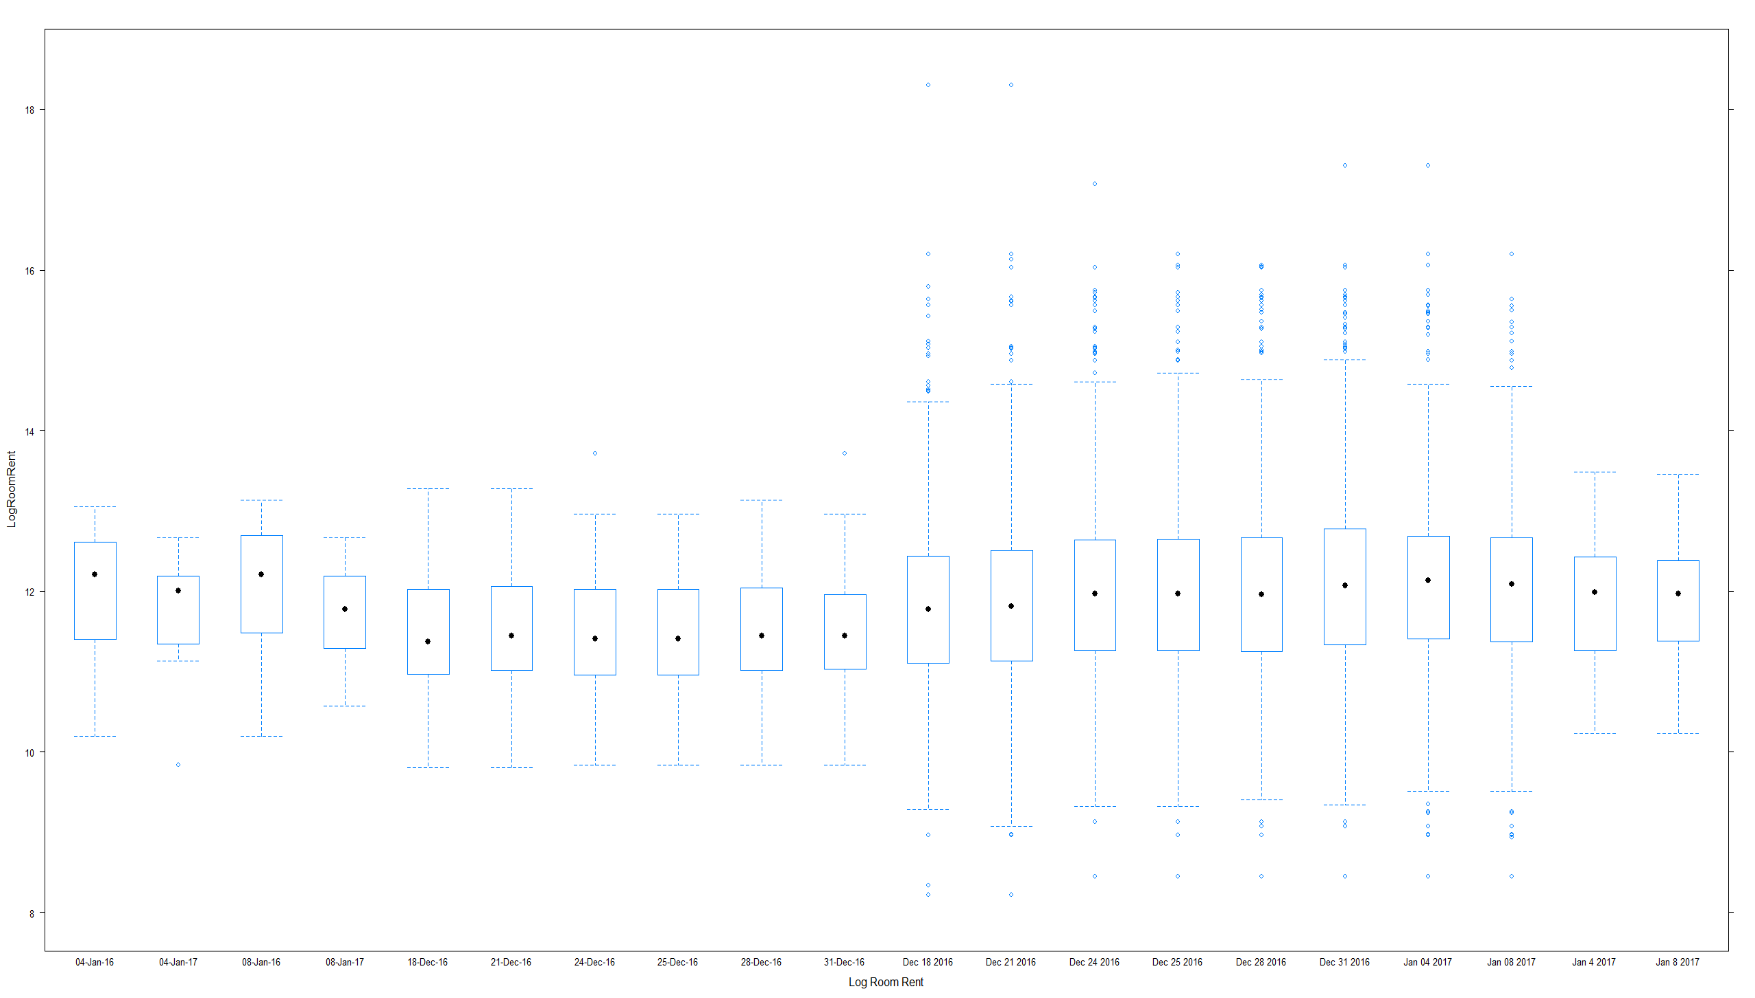 18
16
14
12
10
8
LogRoomRent
04-Jan-16
04-Jan-17
08-Jan-16
08-Jan-17
18-Dec-16
21-Dec-16
24-Dec-16
25-Dec-16
28-Dec-16
31-Dec-16
Dec 18 2016
Dec 21 2016
Dec 24 2016
Dec 25 2016
Dec 28 2016
Dec 31 2016
Jan 04 2017
Jan 08 2017
Jan 4 2017
Jan 8 2017
Log Room Rent